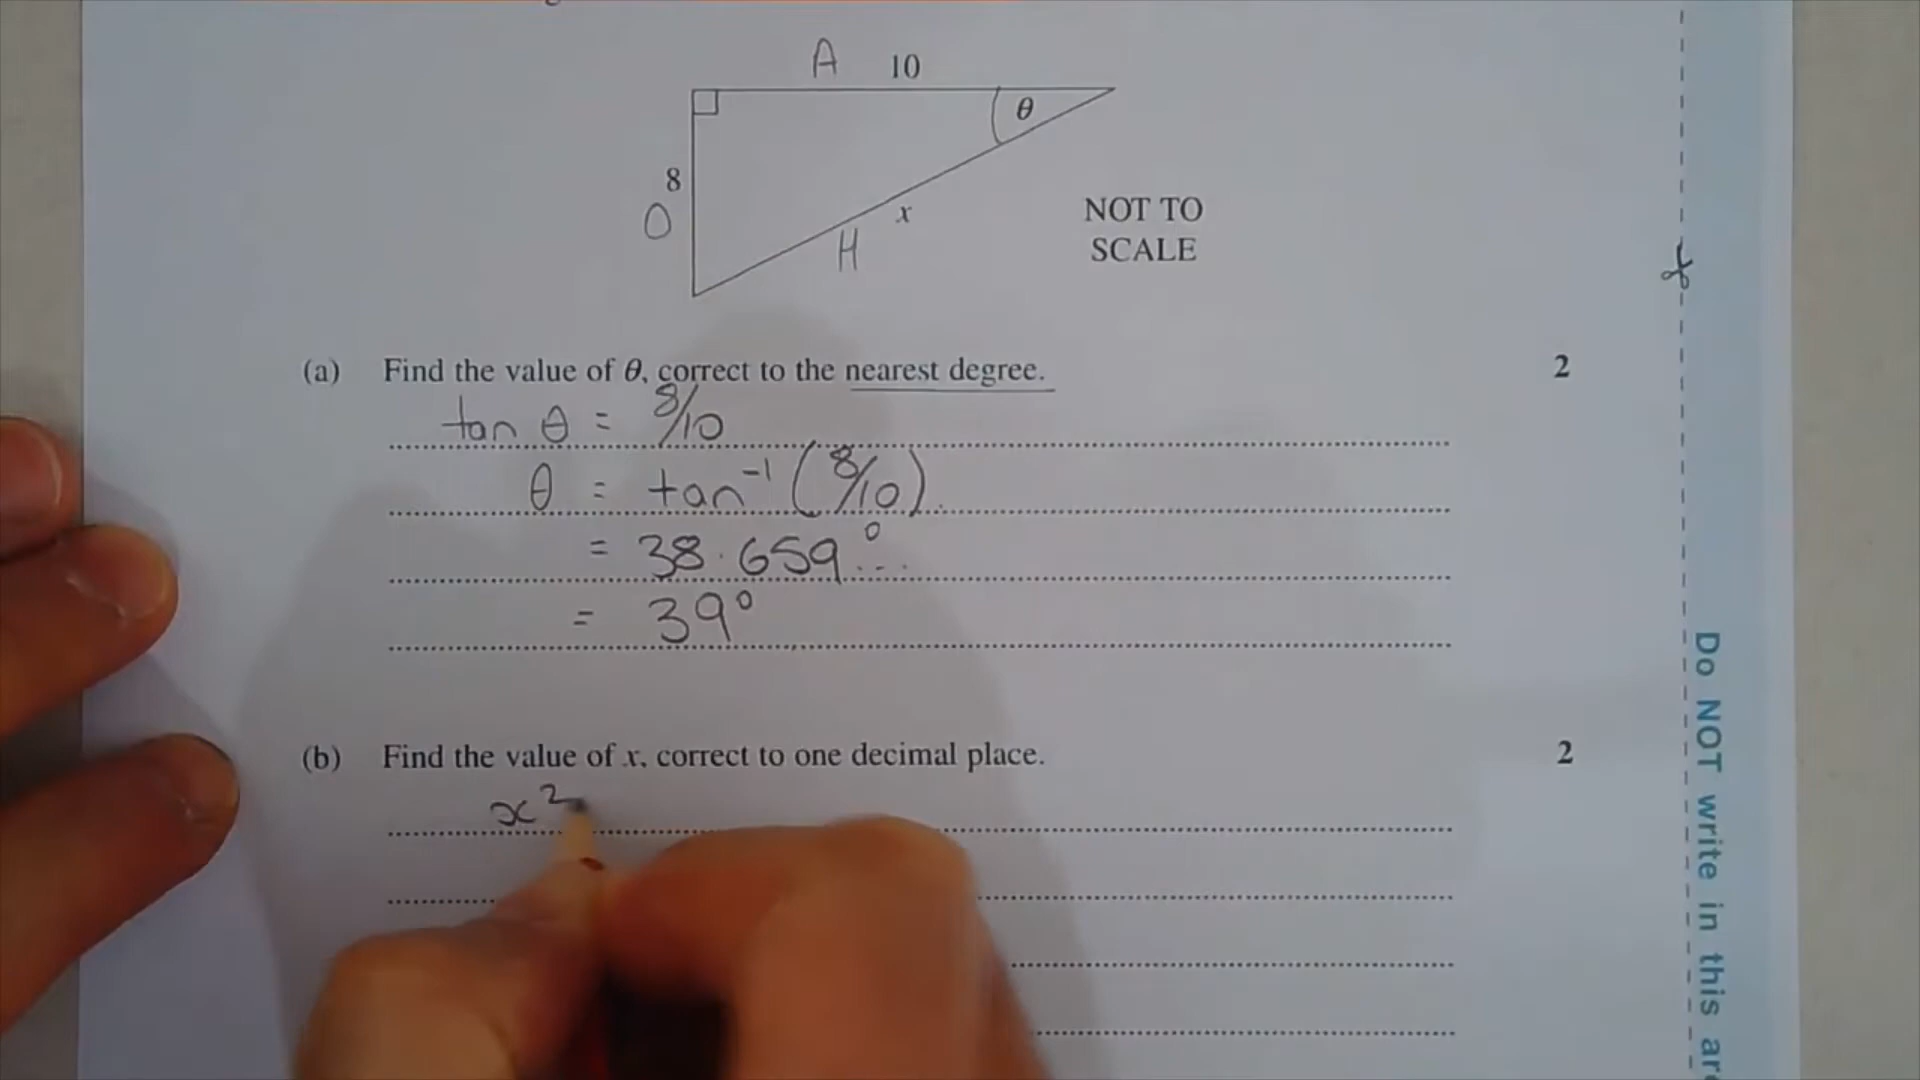 A 10
θ
8
O
x
H
NOT TO
SCALE
(a) Find the value of θ, correct to the nearest degree. 2
tan θ = 8/10
θ = tan⁻¹ (8/10)
= 38.659°...
= 39°
(b) Find the value of x, correct to one decimal place. 2
x²
Do NOT write in this